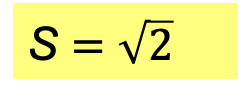 S = √2